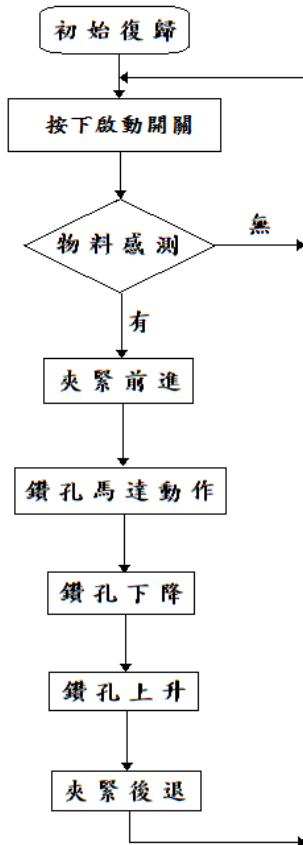 初始復歸
按下啟動開關
物料感測
無
有
夾緊前進
鑽孔馬達動作
鑽孔下降
鑽孔上升
夾緊後退